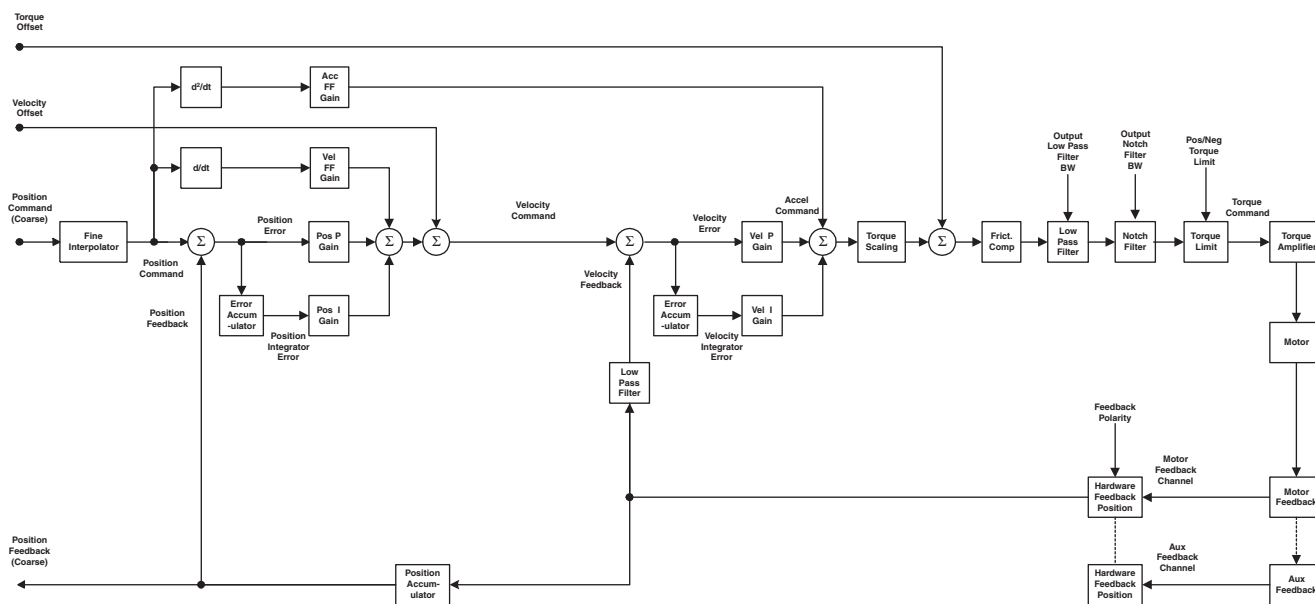 Torque
Offset
d²/dt
Acc
FF
Gain
Velocity
Offset
d/dt
Vel
FF
Gain
Output
Low Pass
Filter
BW
Output
Notch
Filter
BW
Pos/Neg
Torque
Limit
Position
Command
(Coarse)
Fine
Interpolator
Position
Command
Σ
Position
Error
Pos P
Gain
Σ
Σ
Velocity
Command
Σ
Velocity
Error
Vel P
Gain
Accel
Command
Σ
Torque
Scaling
Σ
Frict.
Comp
Low
Pass
Filter
Notch
Filter
Torque
Limit
Torque
Command
Torque
Amplifier
Position
Feedback
Error
Accum
-ulator
Position
Integrator
Error
Pos I
Gain
Velocity
Feedback
Error
Accum-
ulator
Velocity
Integrator
Error
Vel I
Gain
Motor
Low
Pass
Filter
Feedback
Polarity
Hardware
Feedback
Position
Motor
Feedback
Channel
Motor
Feedback
Position
Feedback
(Coarse)
Position
Accum-
ulator
Hardware
Feedback
Position
Aux
Feedback
Channel
Aux
Feedback